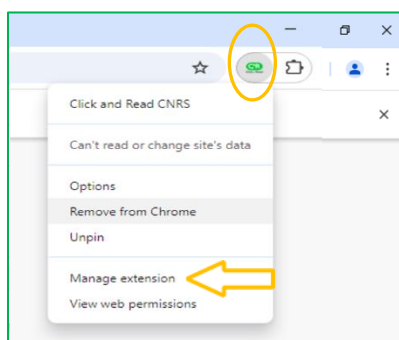 Click and Read CNRS
Can't read or change site's data
Options
Remove from Chrome
Unpin
Manage extension
View web permissions